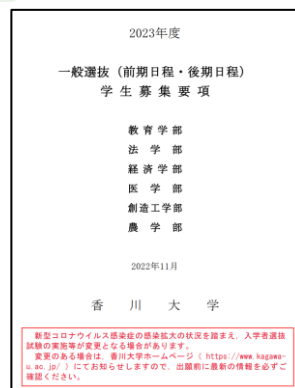 2023年度
一般選抜（前期日程・後期日程）
学生募集要項
教育学部
法学部
経済学部
医学部
創造工学部
農学部
2022年11月
香川大学
新型コロナウイルス感染症の感染拡大の状況を踏まえ、入学者選抜
試験の実施等が変更となる場合があります。
変更のある場合は、香川大学ホームページ（ https://www.kagawa-
u.ac.jp/ ）にてお知らせしますので、出願前に最新の情報を必ずご
確認ください。